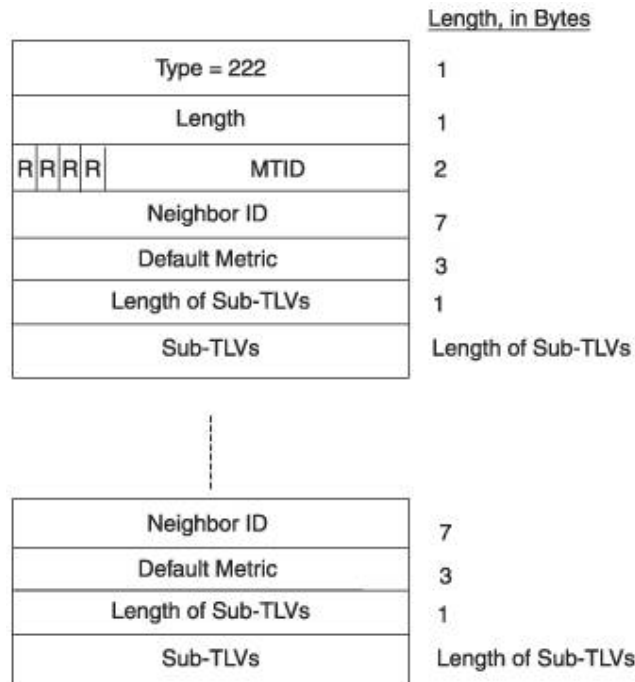 Length, in Bytes
Type = 222 1
Length 1
R R R R MTID 2
Neighbor ID 7
Default Metric 3
Length of Sub-TLVs 1
Sub-TLVs Length of Sub-TLVs
Neighbor ID 7
Default Metric 3
Length of Sub-TLVs 1
Sub-TLVs Length of Sub-TLVs